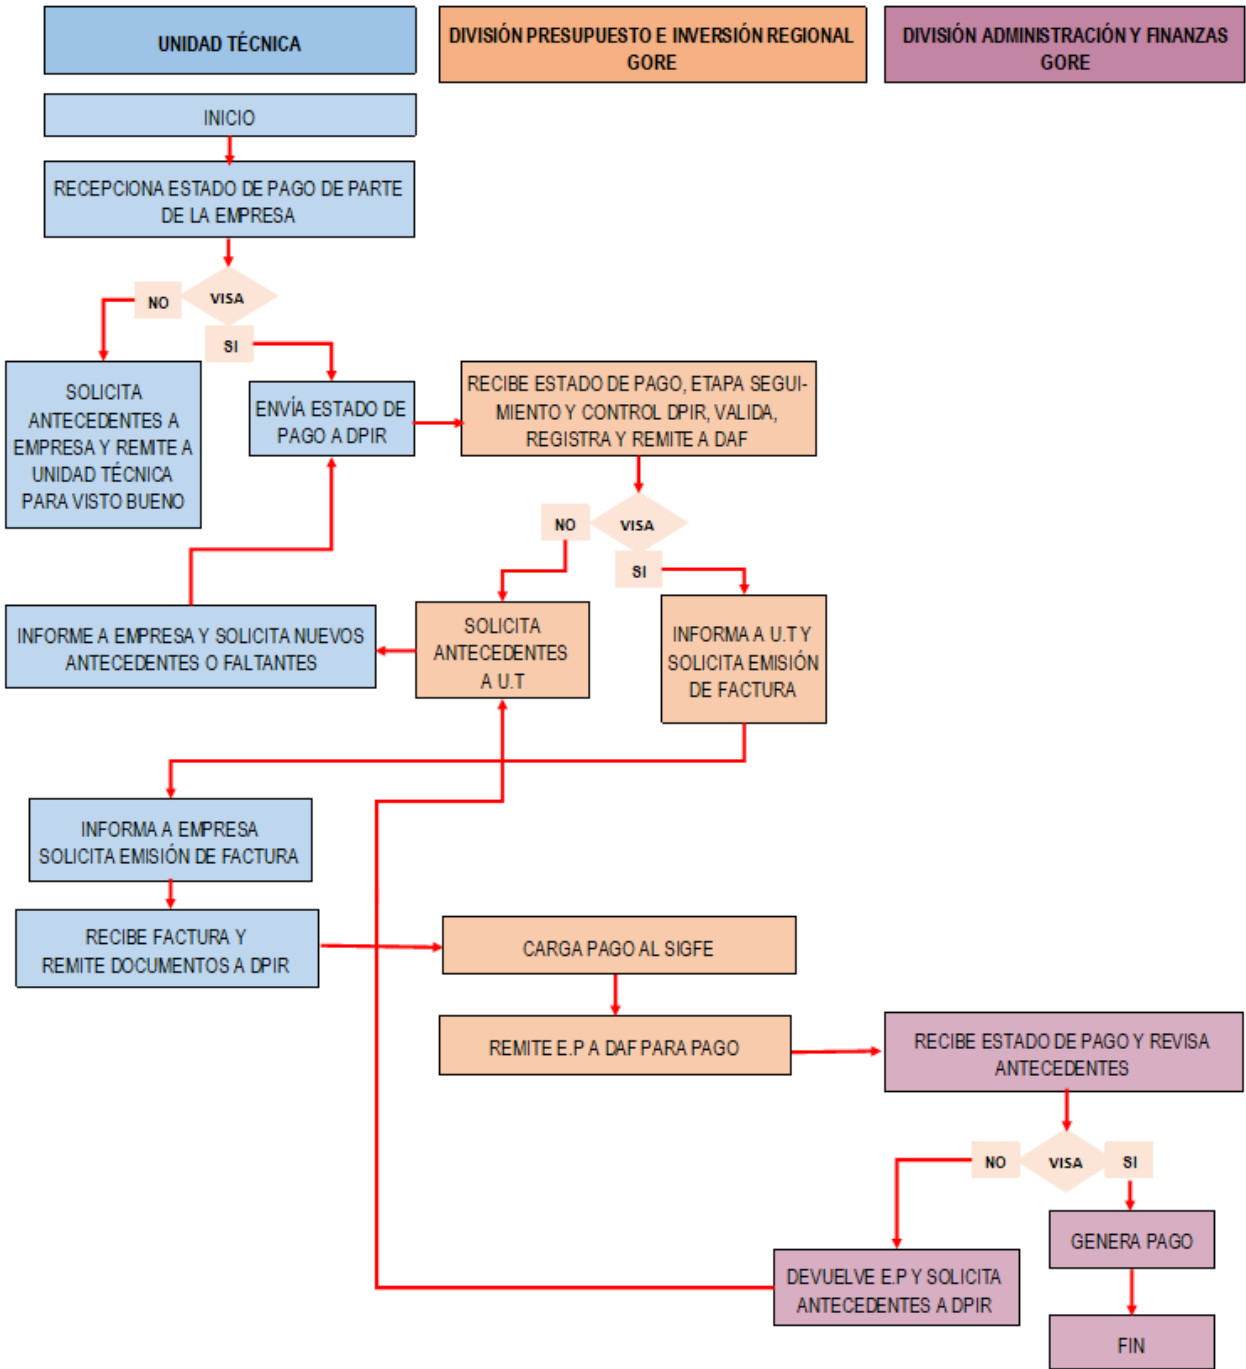 UNIDAD TÉCNICA
DIVISIÓN PRESUPUESTO E INVERSIÓN REGIONAL
GORE
DIVISIÓN ADMINISTRACIÓN Y FINANZAS
GORE
INICIO
RECEPCIONA ESTADO DE PAGO DE PARTE
DE LA EMPRESA
NO
VISA
SI
SOLICITA
ANTECEDENTES A
EMPRESA Y REMITE A
UNIDAD TÉCNICA
PARA VISTO BUENO
ENVÍA ESTADO DE
PAGO A DPIR
RECIBE ESTADO DE PAGO, ETAPA SEGUI-
MIENTO Y CONTROL DPIR, VALIDA,
REGISTRA Y REMITE A DAF
NO
VISA
SI
INFORME A EMPRESA Y SOLICITA NUEVOS
ANTECEDENTES O FALTANTES
SOLICITA
ANTECEDENTES
A U.T
INFORMA A U.T Y
SOLICITA EMISIÓN
DE FACTURA
INFORMA A EMPRESA
SOLICITA EMISIÓN DE FACTURA
RECIBE FACTURA Y
REMITE DOCUMENTOS A DPIR
CARGA PAGO AL SIGFE
REMITE E.P A DAF PARA PAGO
RECIBE ESTADO DE PAGO Y REVISA
ANTECEDENTES
NO
VISA
SI
GENERA PAGO
DEVUELVE E.P Y SOLICITA
ANTECEDENTES A DPIR
FIN